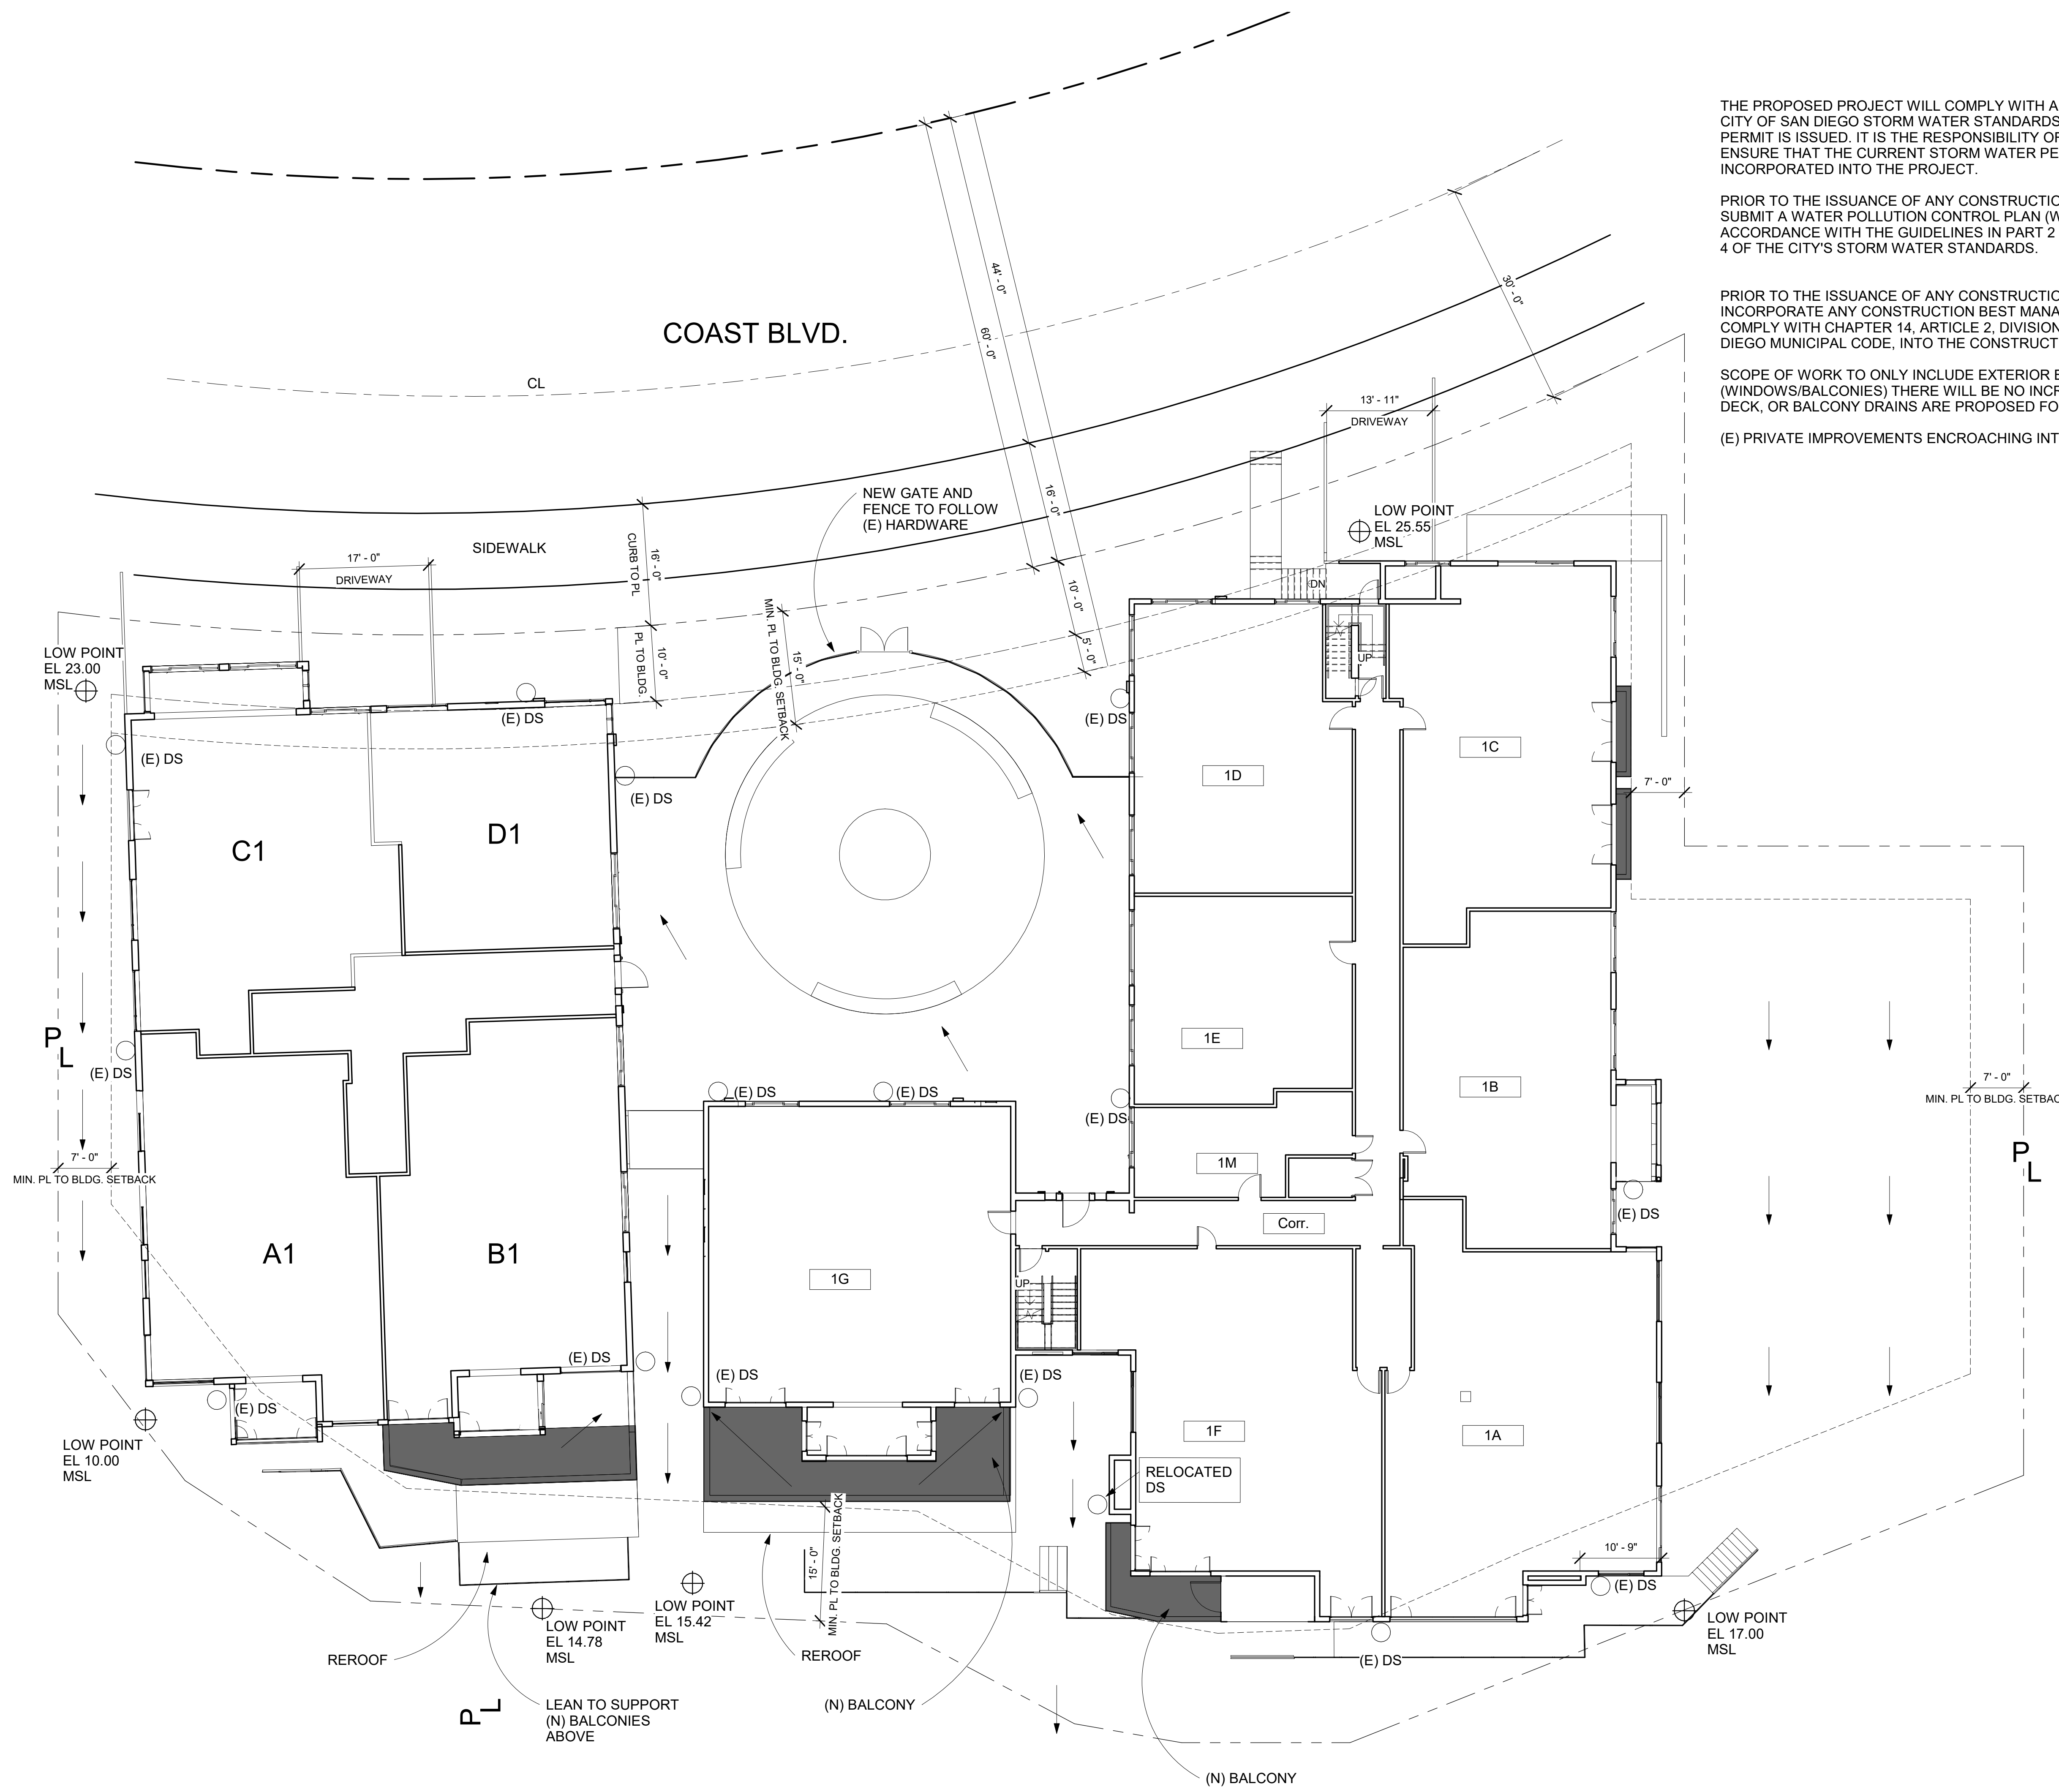 THE PROPOSED PROJECT WILL COMPLY WITH A
CITY OF SAN DIEGO STORM WATER STANDARDS
PERMIT IS ISSUED. IT IS THE RESPONSIBILITY OF
ENSURE THAT THE CURRENT STORM WATER PE
INCORPORATED INTO THE PROJECT.
PRIOR TO THE ISSUANCE OF ANY CONSTRUCTIO
SUBMIT A WATER POLLUTION CONTROL PLAN (W
ACCORDANCE WITH THE GUIDELINES IN PART 2
4 OF THE CITY'S STORM WATER STANDARDS.
PRIOR TO THE ISSUANCE OF ANY CONSTRUCTIO
INCORPORATE ANY CONSTRUCTION BEST MANA
COMPLY WITH CHAPTER 14, ARTICLE 2, DIVISION
DIEGO MUNICIPAL CODE, INTO THE CONSTRUCT
SCOPE OF WORK TO ONLY INCLUDE EXTERIOR E
(WINDOWS/BALCONIES) THERE WILL BE NO INCR
DECK, OR BALCONY DRAINS ARE PROPOSED FO
(E) PRIVATE IMPROVEMENTS ENCROACHING INT
COAST BLVD.
CL
44' - 0"
60' - 0"
30' - 0"
13' - 11"
DRIVEWAY
16' - 0"
NEW GATE AND
FENCE TO FOLLOW
(E) HARDWARE
LOW POINT
EL 25.55
MSL
SIDEWALK
17' - 0"
DRIVEWAY
16' - 0"
CURB TO PL
DN
10' - 0"
5' - 0"
MIN. PL TO BLDG. SETBACK
15' - 0"
10' - 0"
PL TO BLDG.
UP
LOW POINT
EL 23.00
MSL
(E) DS
(E) DS
(E) DS
(E) DS
1C
1D
7' - 0"
C1
D1
PL
(E) DS
1E
1B
7' - 0"
MIN. PL TO BLDG. SETBAC
(E) DS
(E) DS
(E) DS
PL
7' - 0"
MIN. PL TO BLDG. SETBACK
1M
(E) DS
Corr.
A1
B1
1G
UP
(E) DS
(E) DS
(E) DS
(E) DS
LOW POINT
EL 10.00
MSL
1F
1A
RELOCATED
DS
15' - 0"
MIN. PL TO BLDG. SETBACK
10' - 9"
(E) DS
LOW POINT
EL 15.42
MSL
LOW POINT
EL 14.78
MSL
LOW POINT
EL 17.00
MSL
REROOF
REROOF
(E) DS
PL
LEAN TO SUPPORT
(N) BALCONIES
ABOVE
(N) BALCONY
(N) BALCONY